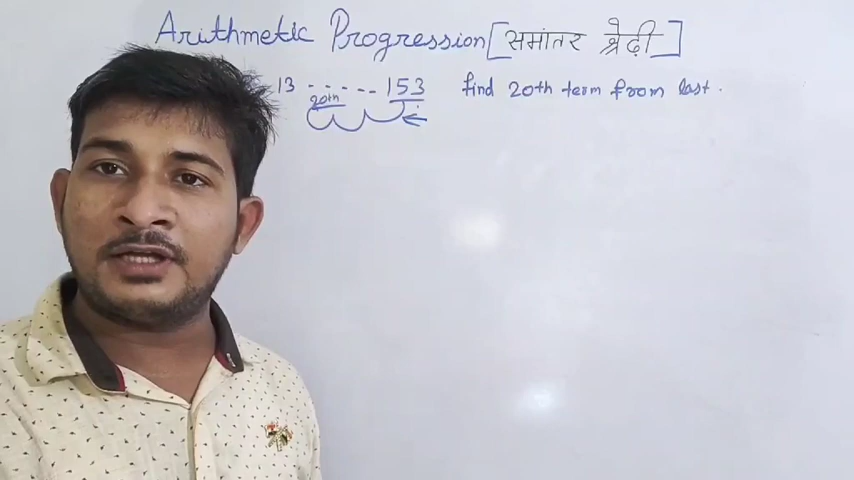 Arithmetic Progression [समांतर श्रेढ़ी]
13 ------ 153 find 20th term from last.
20th